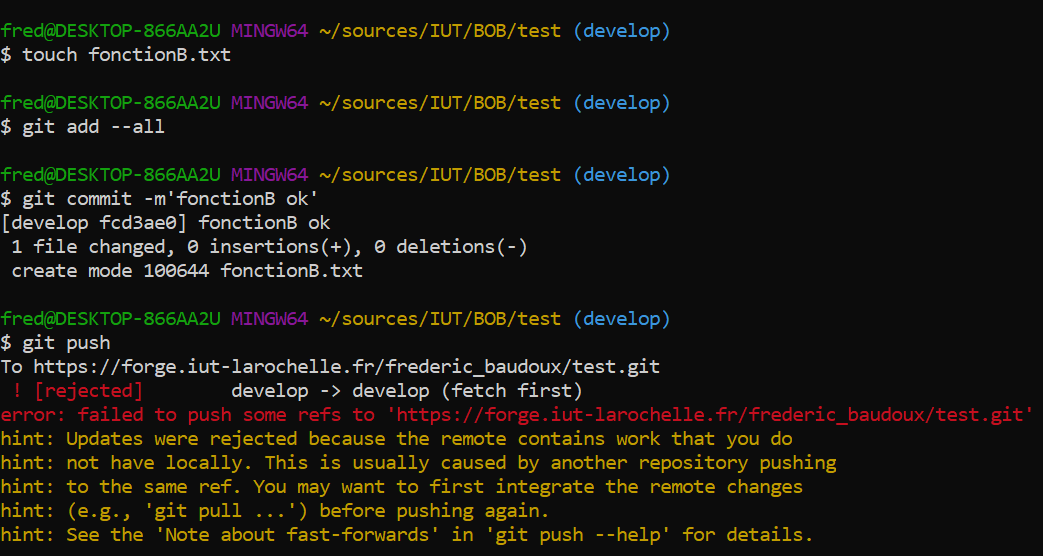 fred@DESKTOP-866AA2U MINGW64 ~/sources/IUT/BOB/test (develop)
$ touch fonctionB.txt
fred@DESKTOP-866AA2U MINGW64 ~/sources/IUT/BOB/test (develop)
$ git add --all
fred@DESKTOP-866AA2U MINGW64 ~/sources/IUT/BOB/test (develop)
$ git commit -m'fonctionB ok'
[develop fcd3ae0] fonctionB ok
 1 file changed, 0 insertions(+), 0 deletions(-)
 create mode 100644 fonctionB.txt
fred@DESKTOP-866AA2U MINGW64 ~/sources/IUT/BOB/test (develop)
$ git push
To https://forge.iut-larochelle.fr/frederic_baudoux/test.git
 ! [rejected]        develop -> develop (fetch first)
error: failed to push some refs to 'https://forge.iut-larochelle.fr/frederic_baudoux/test.git'
hint: Updates were rejected because the remote contains work that you do
hint: not have locally. This is usually caused by another repository pushing
hint: to the same ref. You may want to first integrate the remote changes
hint: (e.g., 'git pull ...') before pushing again.
hint: See the 'Note about fast-forwards' in 'git push --help' for details.